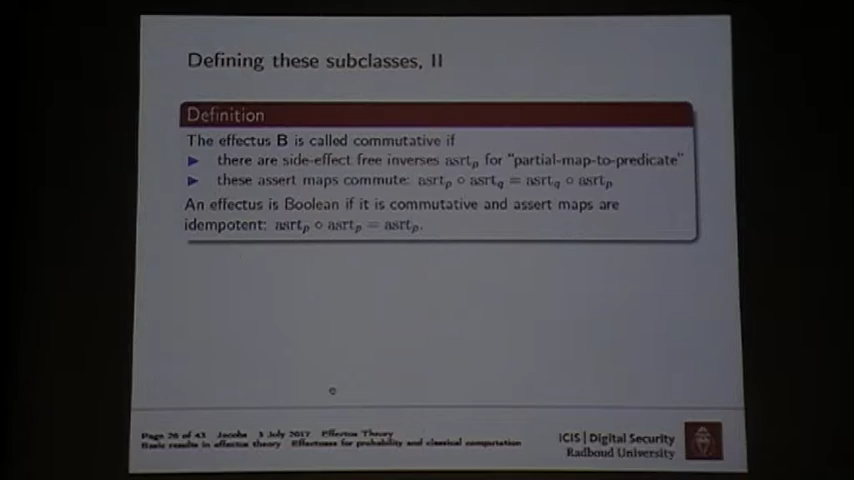 Defining these subclasses, II
Definition
The effectus B is called commutative if
▶ there are side-effect free inverses asrt_p for "partial-map-to-predicate"
▶ these assert maps commute: asrt_p ∘ asrt_q = asrt_q ∘ asrt_p
An effectus is Boolean if it is commutative and assert maps are
idempotent: asrt_p ∘ asrt_p = asrt_p.
Page 26 of 43 Jacobs 3 July 2017 Effectus Theory
Basic results in effectus theory Effectuses for probability and classical computation
ICIS | Digital Security
Radboud University